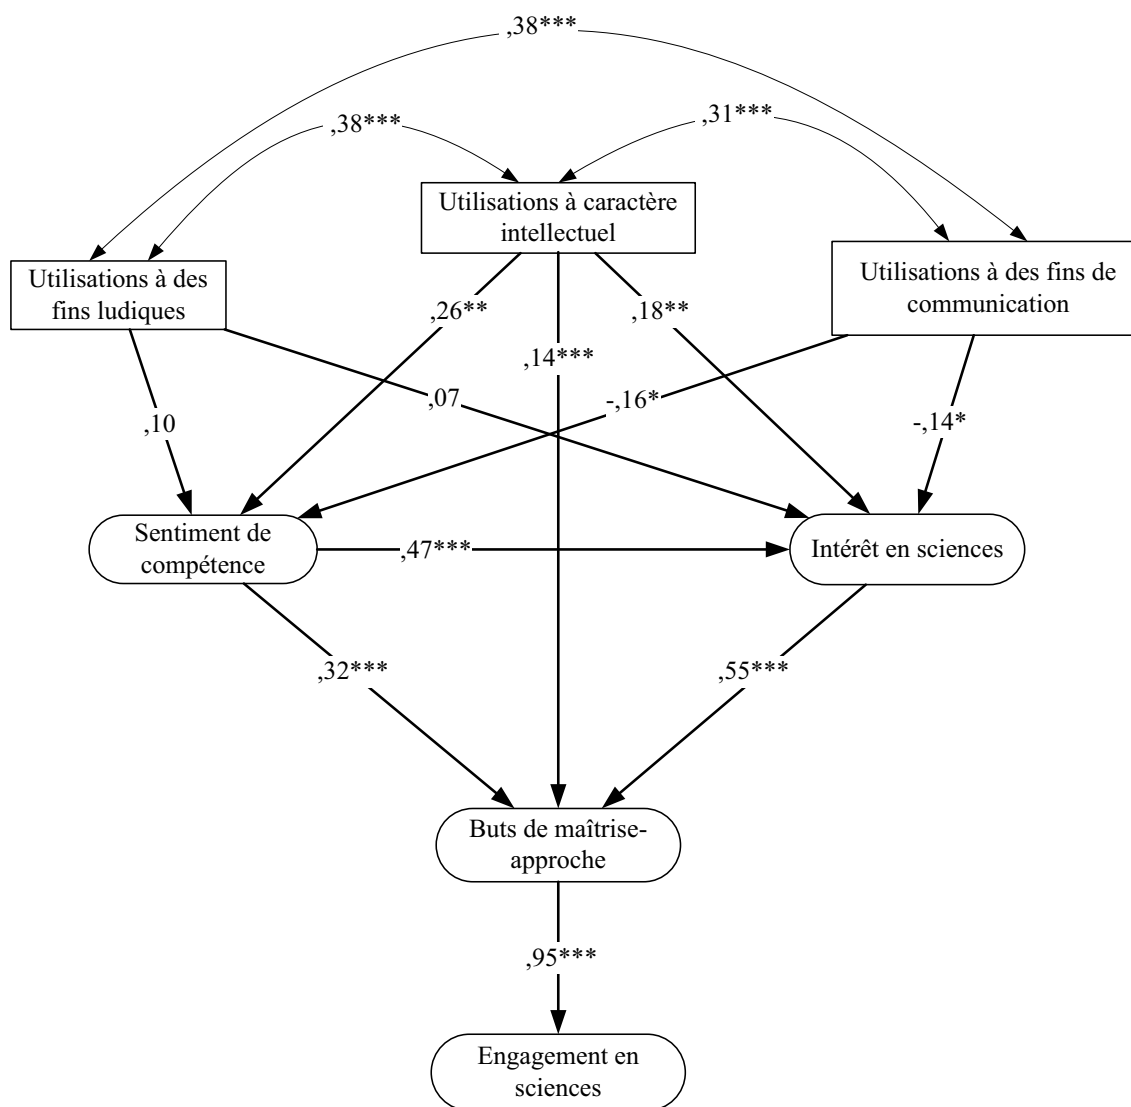 ,38***
,38***
,31***
Utilisations à caractère
intellectuel
Utilisations à des
fins ludiques
Utilisations à des fins de
communication
,26**
,18**
,14***
,07
-,16*
,10
-,14*
Sentiment de
compétence
,47***
Intérêt en sciences
,32***
,55***
Buts de maîtrise-
approche
,95***
Engagement en
sciences